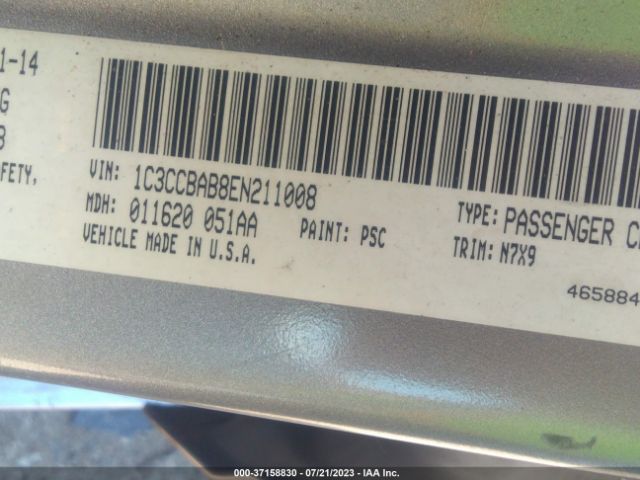 1-14
G
8
AFETY,
VIN: 1C3CCBAB8EN211008
MDH: 011620 051AA
VEHICLE MADE IN U.S.A.
PAINT: PSC
TYPE: PASSENGER
TRIM: N7X9
465884
000-37158830 - 07/21/2023 - IAA Inc.